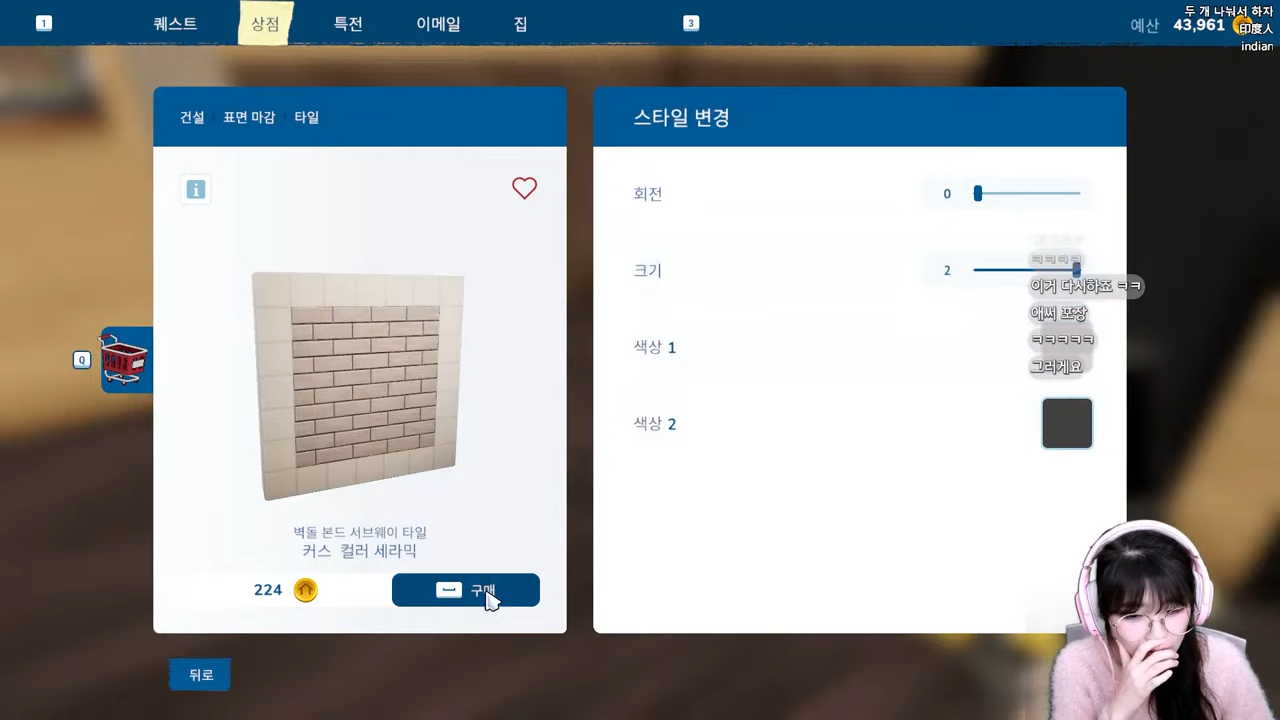 1
퀘스트
상점
특전
이메일
집
3
예산
43,961
두 개 나눠서 하자
印度人
indian
건설
표면 마감
타일
스타일 변경
i
회전
0
크기
2
ㅋㅋㅋㅋ
이거 다시하죠 ㅋㅋ
애써 포장
ㅋㅋㅋㅋㅋ
그러게요
색상 1
색상 2
Q
벽돌 본드 서브웨이 타일
커스 컬러 세라믹
224
구매
뒤로